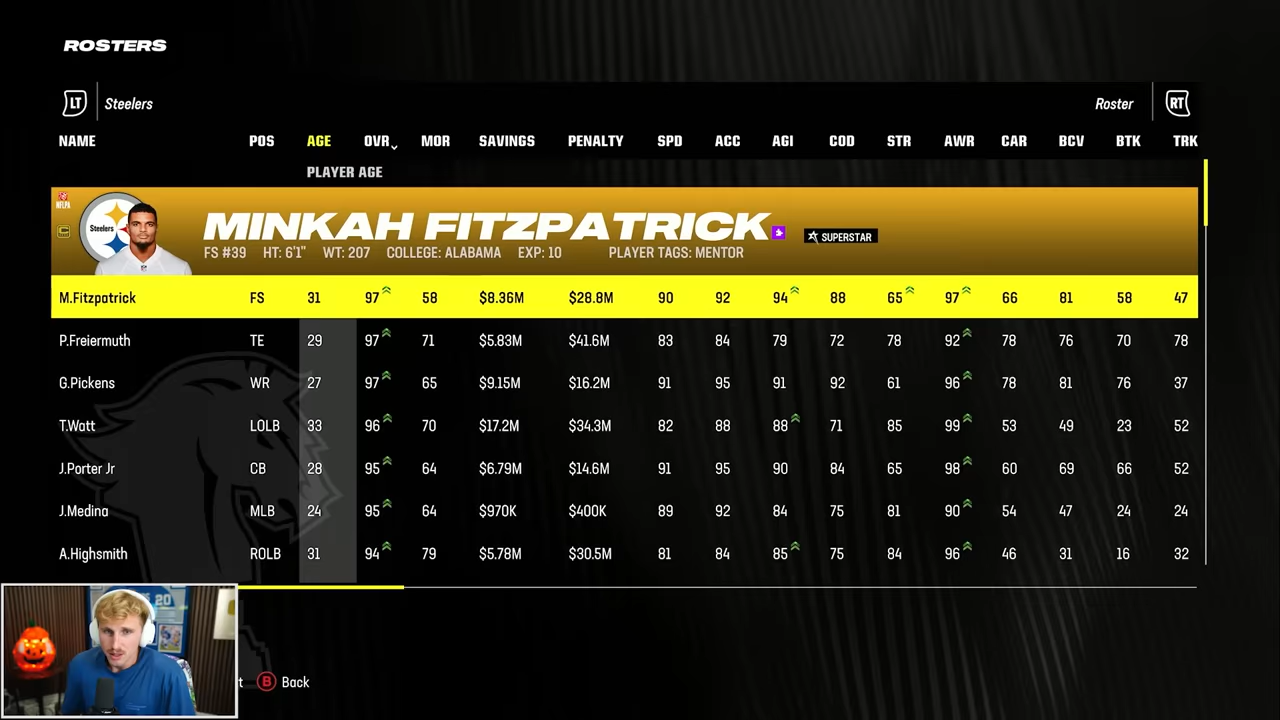 ROSTERS
LT Steelers Roster RT
NAME POS AGE OVR MOR SAVINGS PENALTY SPD ACC AGI COD STR AWR CAR BCV BTK TRK
PLAYER AGE
NFLPA
C
Steelers
MINKAH FITZPATRICK SUPERSTAR
FS #39 HT: 6'1" WT: 207 COLLEGE: ALABAMA EXP: 10 PLAYER TAGS: MENTOR
M.Fitzpatrick FS 31 97 58 $8.36M $28.8M 90 92 94 88 65 97 66 81 58 47
P.Freiermuth TE 29 97 71 $5.83M $41.6M 83 84 79 72 78 92 78 76 70 78
G.Pickens WR 27 97 65 $9.15M $16.2M 91 95 91 92 61 96 78 81 76 37
T.Watt LOLB 33 96 70 $17.2M $34.3M 82 88 88 71 85 99 53 49 23 52
J.Porter Jr CB 28 95 64 $6.79M $14.6M 91 95 90 84 65 98 60 69 66 52
J.Medina MLB 24 95 64 $970K $400K 89 92 84 75 81 90 54 47 24 24
A.Highsmith ROLB 31 94 79 $5.78M $30.5M 81 84 85 75 84 96 46 31 16 32
20
t B Back